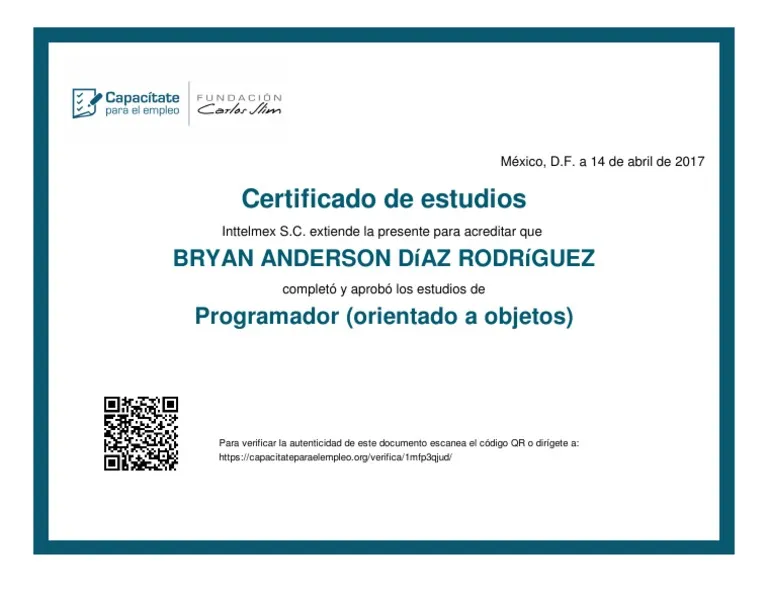 Capacítate
para el empleo
FUNDACIÓN
Carlos Slim
México, D.F. a 14 de abril de 2017
Certificado de estudios
Inttelmex S.C. extiende la presente para acreditar que
BRYAN ANDERSON DíAZ RODRíGUEZ
completó y aprobó los estudios de
Programador (orientado a objetos)
Para verificar la autenticidad de este documento escanea el código QR o dirígete a:
https://capacitateparaelempleo.org/verifica/1mfp3qjud/